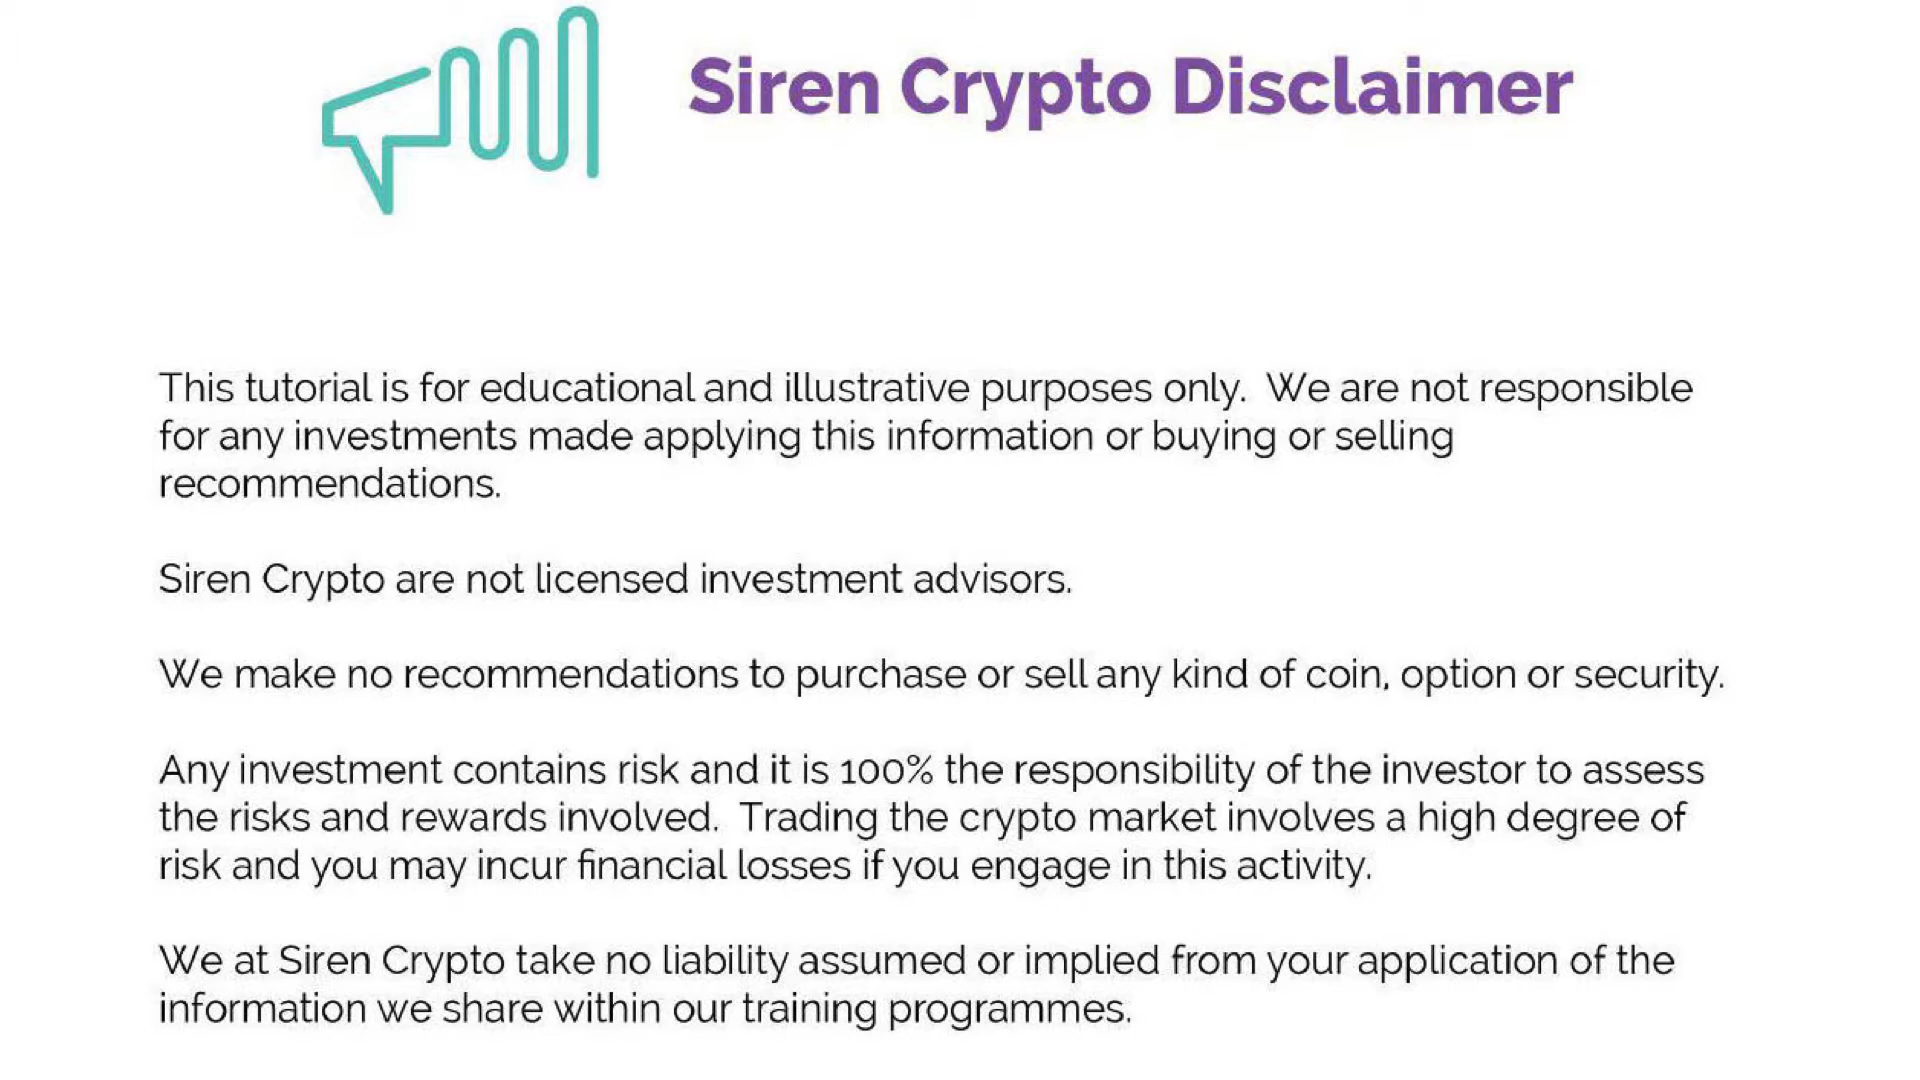 Siren Crypto Disclaimer
This tutorial is for educational and illustrative purposes only.  We are not responsible
for any investments made applying this information or buying or selling
recommendations.
Siren Crypto are not licensed investment advisors.
We make no recommendations to purchase or sell any kind of coin, option or security.
Any investment contains risk and it is 100% the responsibility of the investor to assess
the risks and rewards involved.  Trading the crypto market involves a high degree of
risk and you may incur financial losses if you engage in this activity.
We at Siren Crypto take no liability assumed or implied from your application of the
information we share within our training programmes.